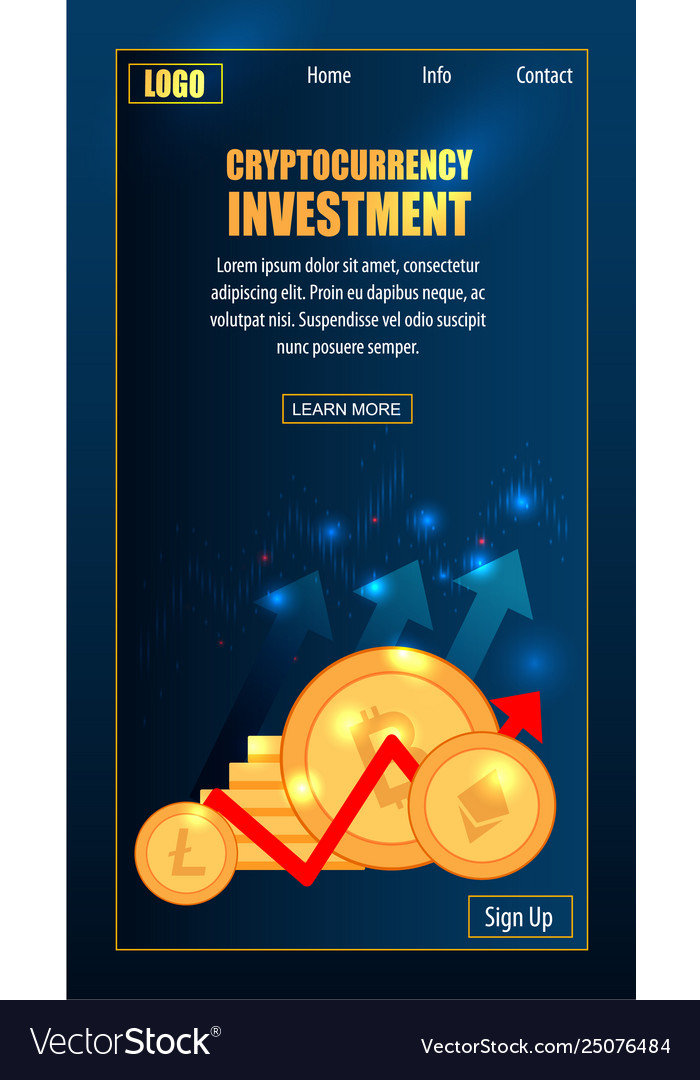 LOGO
Home Info Contact
CRYPTOCURRENCY
INVESTMENT
Lorem ipsum dolor sit amet, consectetur
adipiscing elit. Proin eu dapibus neque, ac
volutpat nisi. Suspendisse vel odio suscipit
nunc posuere semper.
LEARN MORE
Sign Up
VectorStock®
VectorStock.com/25076484